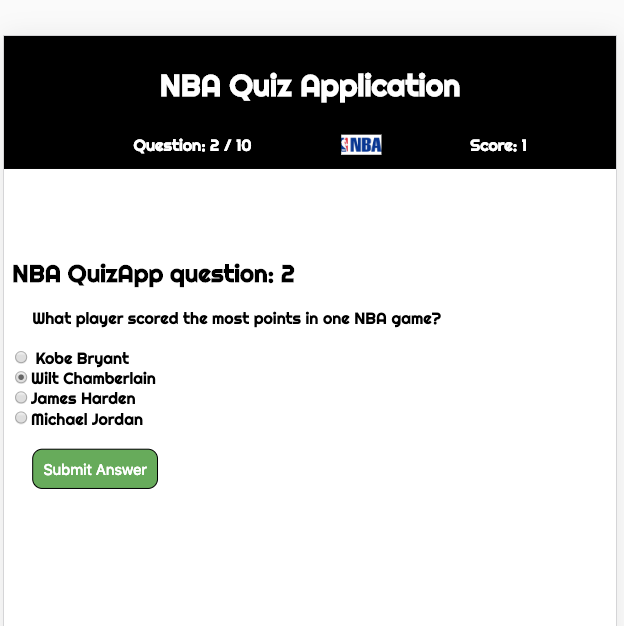 NBA Quiz Application
Question: 2 / 10 NBA Score: 1
NBA QuizApp question: 2
What player scored the most points in one NBA game?
Kobe Bryant
Wilt Chamberlain
James Harden
Michael Jordan
Submit Answer